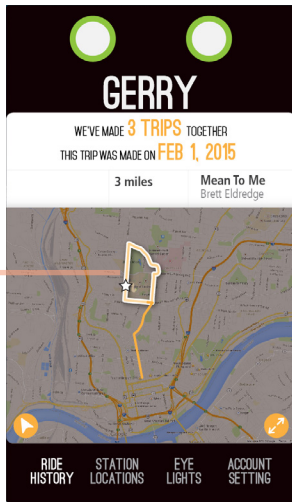 GERRY
WE'VE MADE 3 TRIPS TOGETHER
THIS TRIP WAS MADE ON FEB 1, 2015
3 miles
Mean To Me
Brett Eldredge
RIDE HISTORY
STATION LOCATIONS
EYE LIGHTS
ACCOUNT SETTING